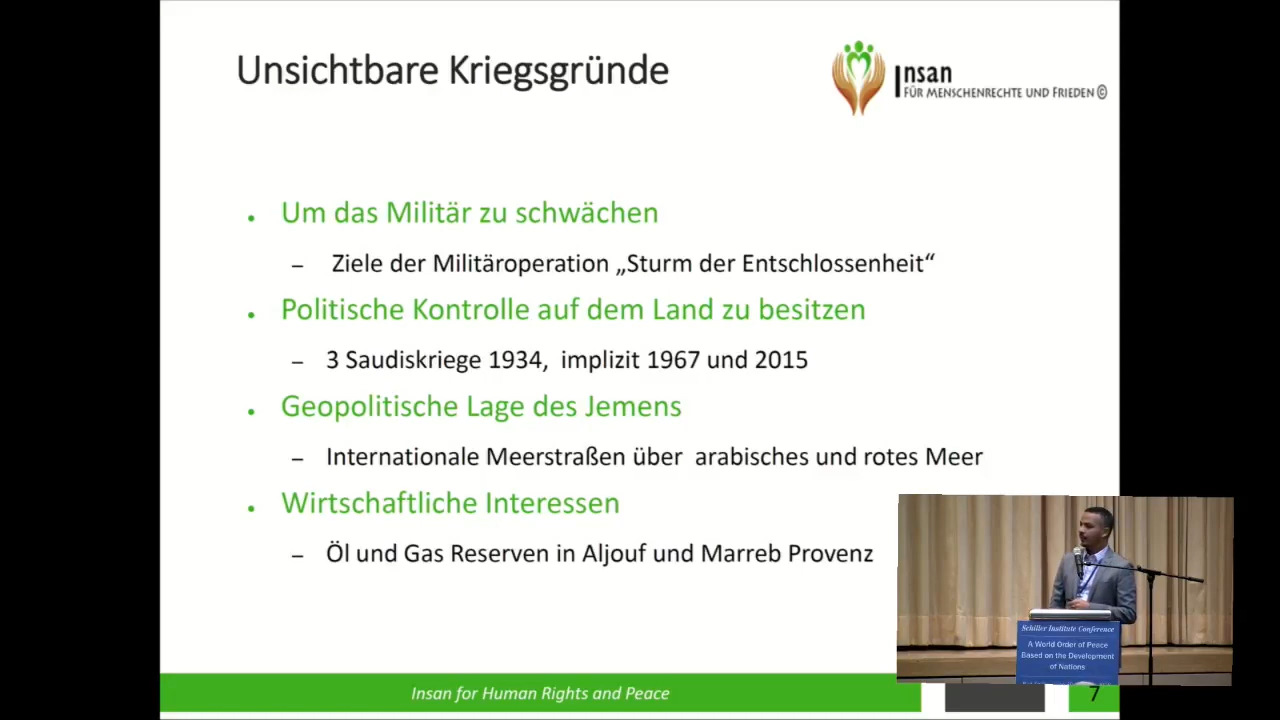 Unsichtbare Kriegsgründe
Insan
FÜR MENSCHENRECHTE UND FRIEDEN ©
• Um das Militär zu schwächen
– Ziele der Militäroperation „Sturm der Entschlossenheit“
• Politische Kontrolle auf dem Land zu besitzen
– 3 Saudiskriege 1934, implizit 1967 und 2015
• Geopolitische Lage des Jemens
– Internationale Meerstraßen über arabisches und rotes Meer
• Wirtschaftliche Interessen
– Öl und Gas Reserven in Aljouf und Marreb Provenz
Schiller Institute Conference
A World Order of Peace
Based on the Development
of Nations
Insan for Human Rights and Peace
7